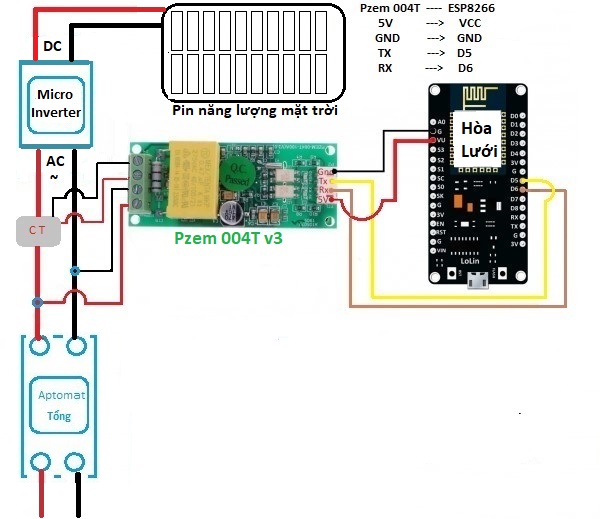 Pzem 004T ---- ESP8266
5V ---> VCC
GND ---> GND
TX ---> D5
RX ---> D6
DC
Micro
Inverter
Pin năng lượng mặt trời
AC
~
CT
QC
Passed
Gnd
Tx
Rx
5V
Pzem 004T v3
Hòa
Lưới
A0
G
VU
S3
S2
S1
SC
S0
SK
G
3V
EN
RST
G
VIN
D0
D1
D2
D3
D4
3V
G
D5
D6
D7
D8
RX
TX
G
3V
LoLin
Aptomat
Tổng